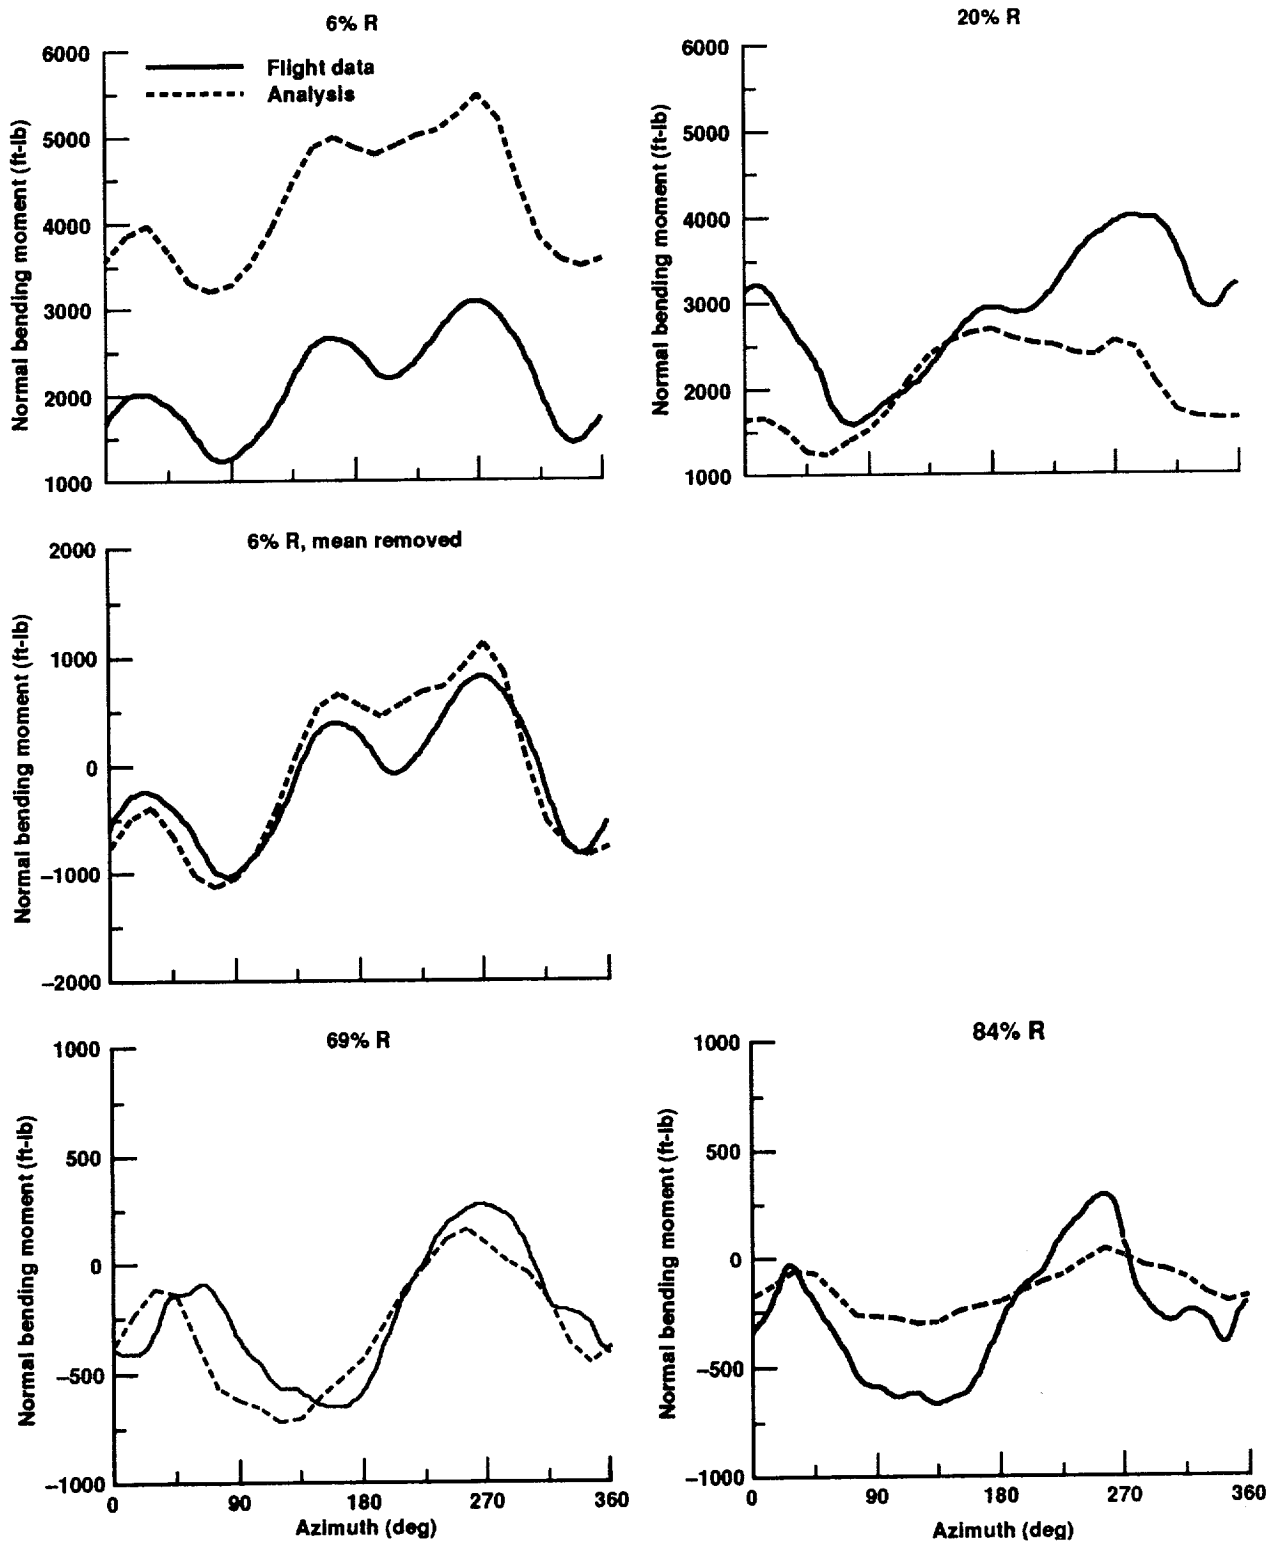 6% R
6000
5000
4000
3000
2000
1000
Normal bending moment (ft-lb)
Flight data
Analysis
20% R
6000
5000
4000
3000
2000
1000
Normal bending moment (ft-lb)
6% R, mean removed
2000
1000
0
−1000
−2000
Normal bending moment (ft-lb)
69% R
1000
500
0
−500
−1000
Normal bending moment (ft-lb)
0 90 180 270 360
Azimuth (deg)
84% R
1000
500
0
−500
−1000
Normal bending moment (ft-lb)
0 90 180 270 360
Azimuth (deg)